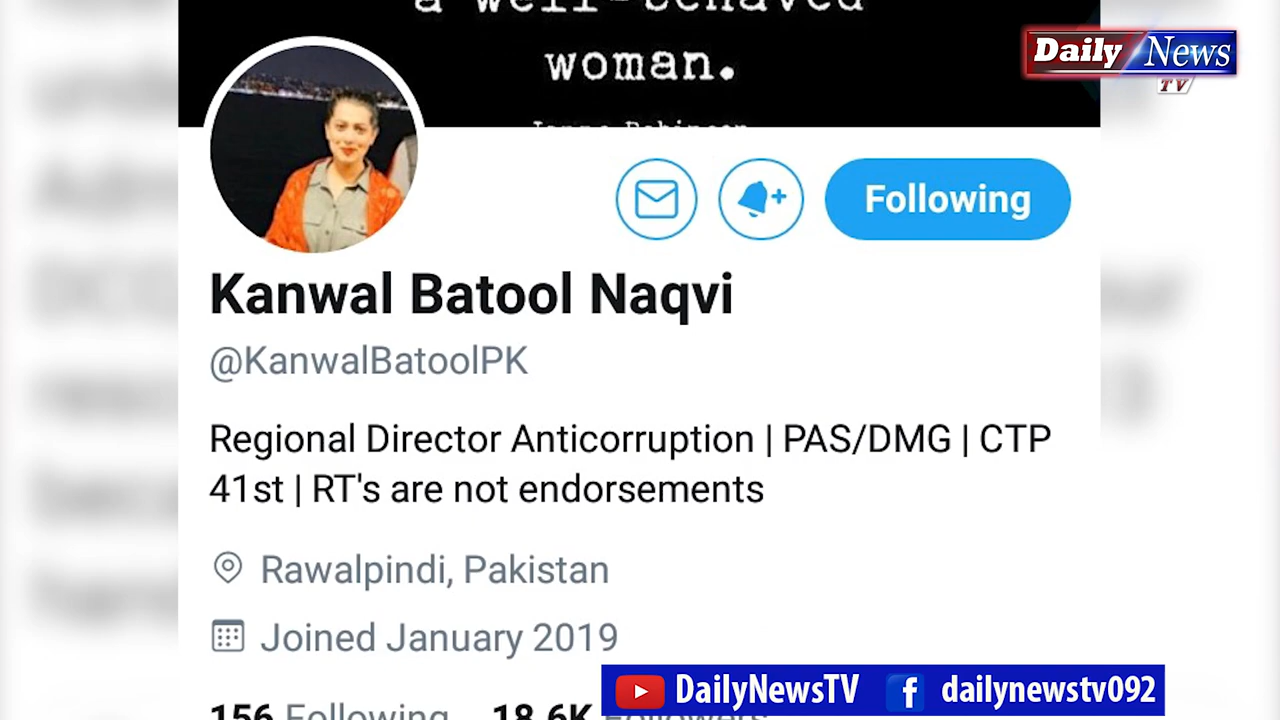 a well-behaved
woman.
Daily News
TV
Following
Kanwal Batool Naqvi
@KanwalBatoolPK
Regional Director Anticorruption | PAS/DMG | CTP
41st | RT's are not endorsements
Rawalpindi, Pakistan
Joined January 2019
156 Following 18.6K Followers
DailyNewsTV
dailynewstv092